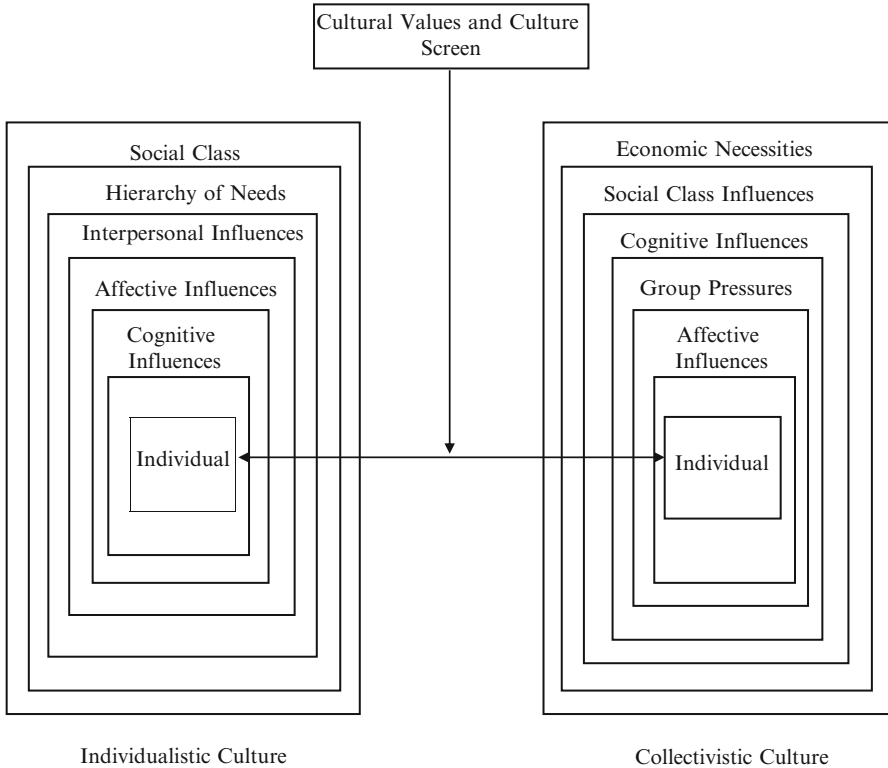 Cultural Values and Culture
Screen
Social Class
Hierarchy of Needs
Interpersonal Influences
Affective Influences
Cognitive
Influences
Individual
Individualistic Culture
Economic Necessities
Social Class Influences
Cognitive Influences
Group Pressures
Affective
Influences
Individual
Collectivistic Culture